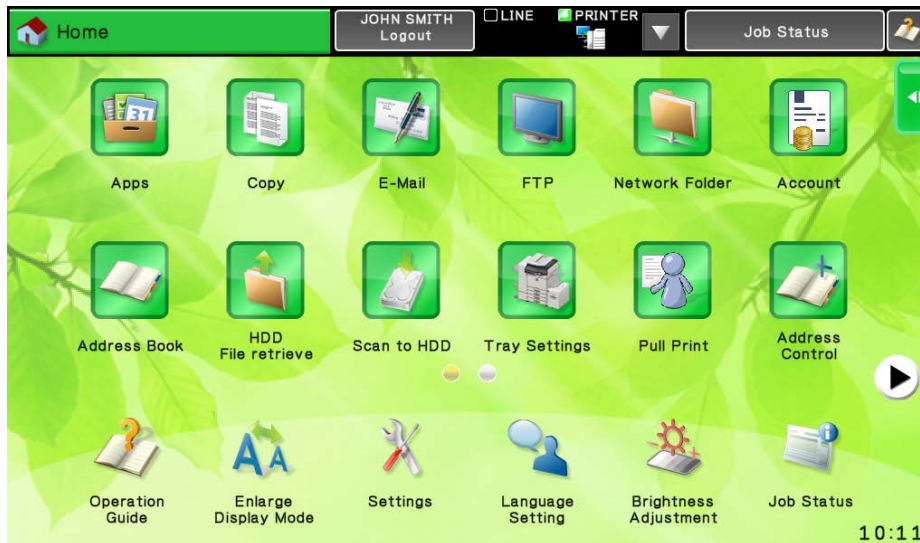 Home
JOHN SMITH
Logout
LINE
PRINTER
Job Status
31
Apps
Copy
E-Mail
FTP
Network Folder
Account
Address Book
HDD
File retrieve
Scan to HDD
Tray Settings
Pull Print
Address
Control
?
A A
Operation
Guide
Enlarge
Display Mode
Settings
Language
Setting
Brightness
Adjustment
Job Status
10:11